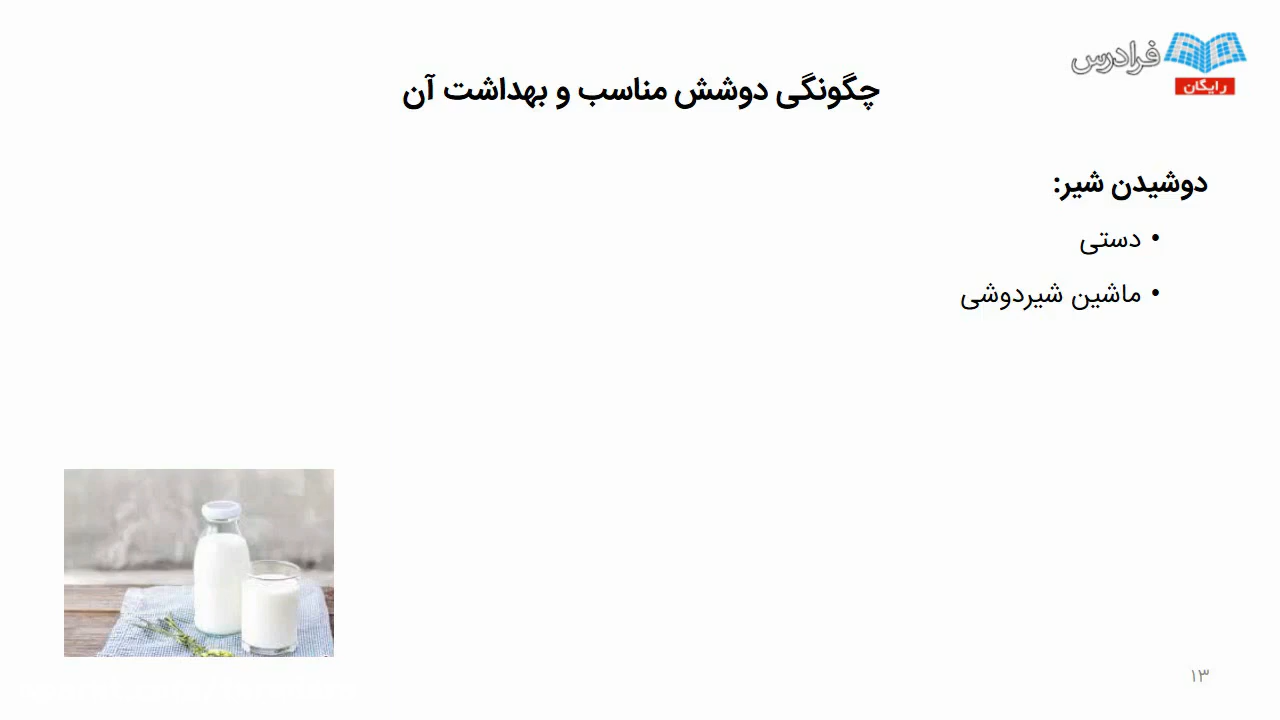 فرادرس
رایگان
چگونگی دوشش مناسب و بهداشت آن
دوشیدن شیر:
• دستی
• ماشین شیردوشی
۱۳